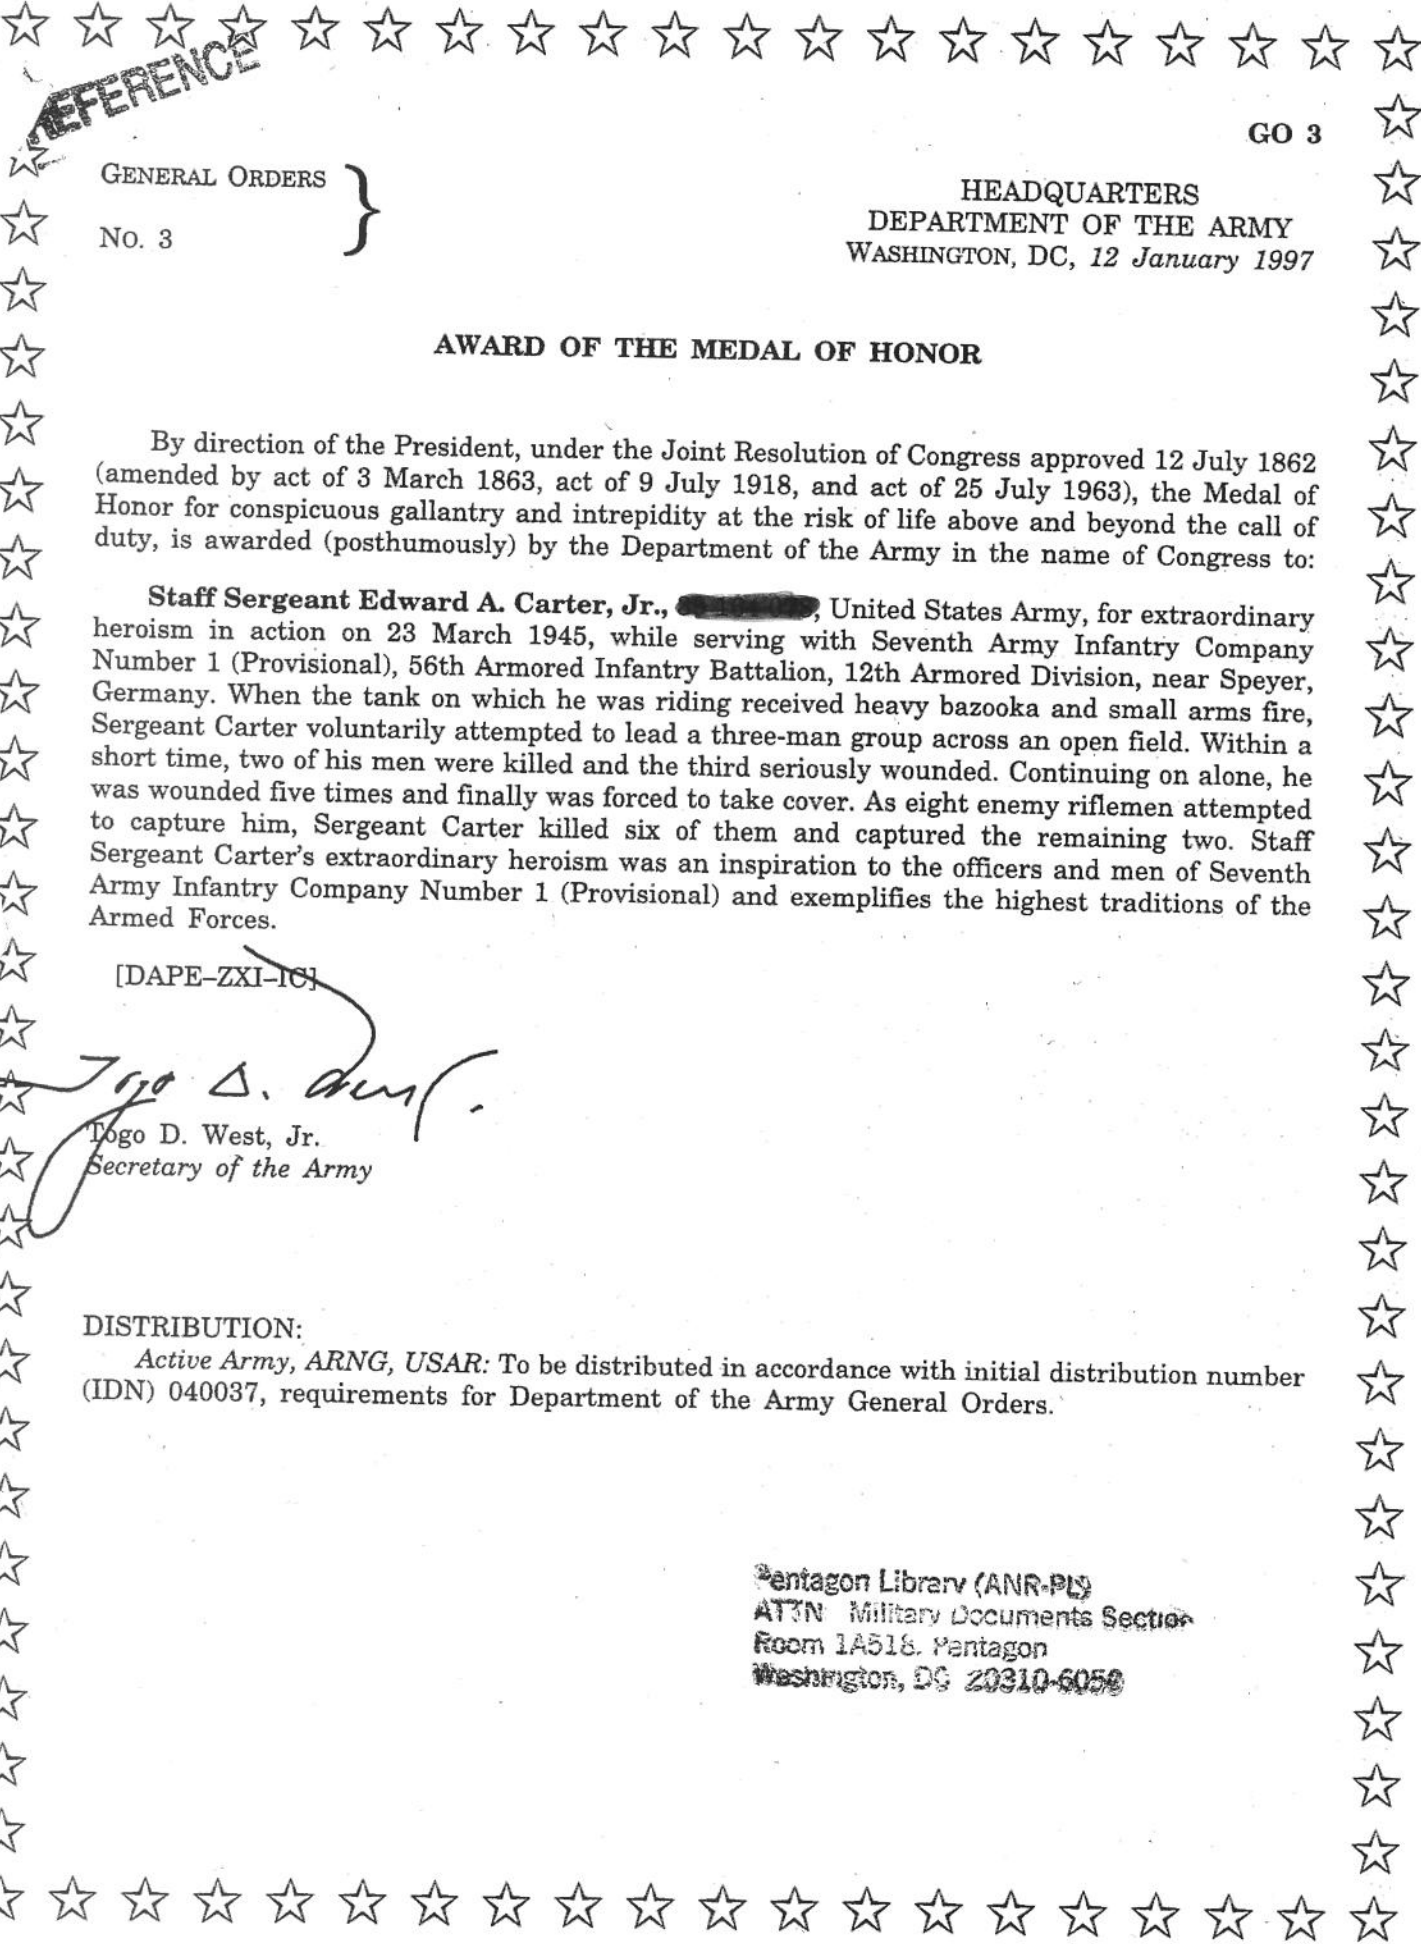 REFERENCE
GO 3
GENERAL ORDERS
No. 3
HEADQUARTERS
DEPARTMENT OF THE ARMY
WASHINGTON, DC, 12 January 1997
AWARD OF THE MEDAL OF HONOR
By direction of the President, under the Joint Resolution of Congress approved 12 July 1862
(amended by act of 3 March 1863, act of 9 July 1918, and act of 25 July 1963), the Medal of
Honor for conspicuous gallantry and intrepidity at the risk of life above and beyond the call of
duty, is awarded (posthumously) by the Department of the Army in the name of Congress to:
Staff Sergeant Edward A. Carter, Jr., , United States Army, for extraordinary
heroism in action on 23 March 1945, while serving with Seventh Army Infantry Company
Number 1 (Provisional), 56th Armored Infantry Battalion, 12th Armored Division, near Speyer,
Germany. When the tank on which he was riding received heavy bazooka and small arms fire,
Sergeant Carter voluntarily attempted to lead a three-man group across an open field. Within a
short time, two of his men were killed and the third seriously wounded. Continuing on alone, he
was wounded five times and finally was forced to take cover. As eight enemy riflemen attempted
to capture him, Sergeant Carter killed six of them and captured the remaining two. Staff
Sergeant Carter's extraordinary heroism was an inspiration to the officers and men of Seventh
Army Infantry Company Number 1 (Provisional) and exemplifies the highest traditions of the
Armed Forces.
[DAPE–ZXI–IC]
Togo D. West, Jr.
Secretary of the Army
DISTRIBUTION:
Active Army, ARNG, USAR: To be distributed in accordance with initial distribution number
(IDN) 040037, requirements for Department of the Army General Orders.
Pentagon Library (ANR-PL)
ATTN Military Documents Section
Room 1A518, Pentagon
Washington, DC 20310-6050